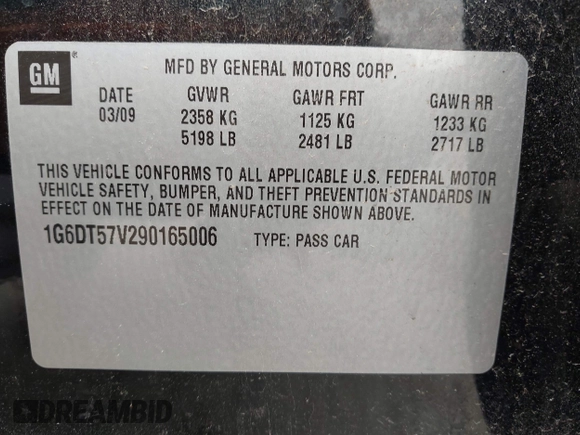 GM ®
MFD BY GENERAL MOTORS CORP.
DATE GVWR GAWR FRT GAWR RR
03/09 2358 KG 1125 KG 1233 KG
5198 LB 2481 LB 2717 LB
THIS VEHICLE CONFORMS TO ALL APPLICABLE U.S. FEDERAL MOTOR
VEHICLE SAFETY, BUMPER, AND THEFT PREVENTION STANDARDS IN
EFFECT ON THE DATE OF MANUFACTURE SHOWN ABOVE.
1G6DT57V290165006 TYPE: PASS CAR
DREAMBID